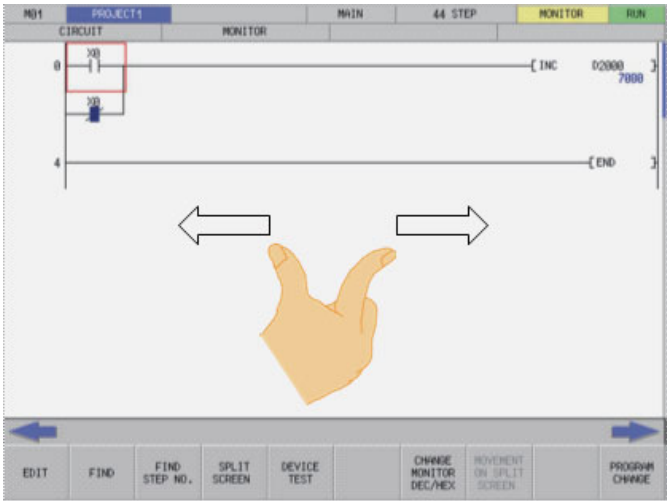 M01 PROJECT1 MAIN 44 STEP MONITOR RUN
CIRCUIT MONITOR
X0
0 INC D2000
7000
X0
4 END
EDIT
FIND
FIND
STEP NO.
SPLIT
SCREEN
DEVICE
TEST
CHANGE
MONITOR
DEC/HEX
MOVEMENT
ON SPLIT
SCREEN
PROGRAM
CHANGE